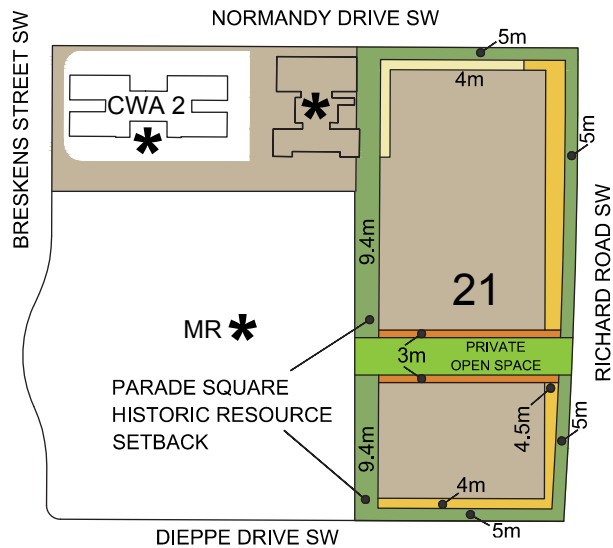 NORMANDY DRIVE SW
5m
BRESKENS STREET SW
CWA 2
*
*
4m
5m
RICHARD ROAD SW
9.4m
21
MR *
3m
PRIVATE
OPEN SPACE
PARADE SQUARE
HISTORIC RESOURCE
SETBACK
9.4m
4.5m
5m
4m
5m
DIEPPE DRIVE SW